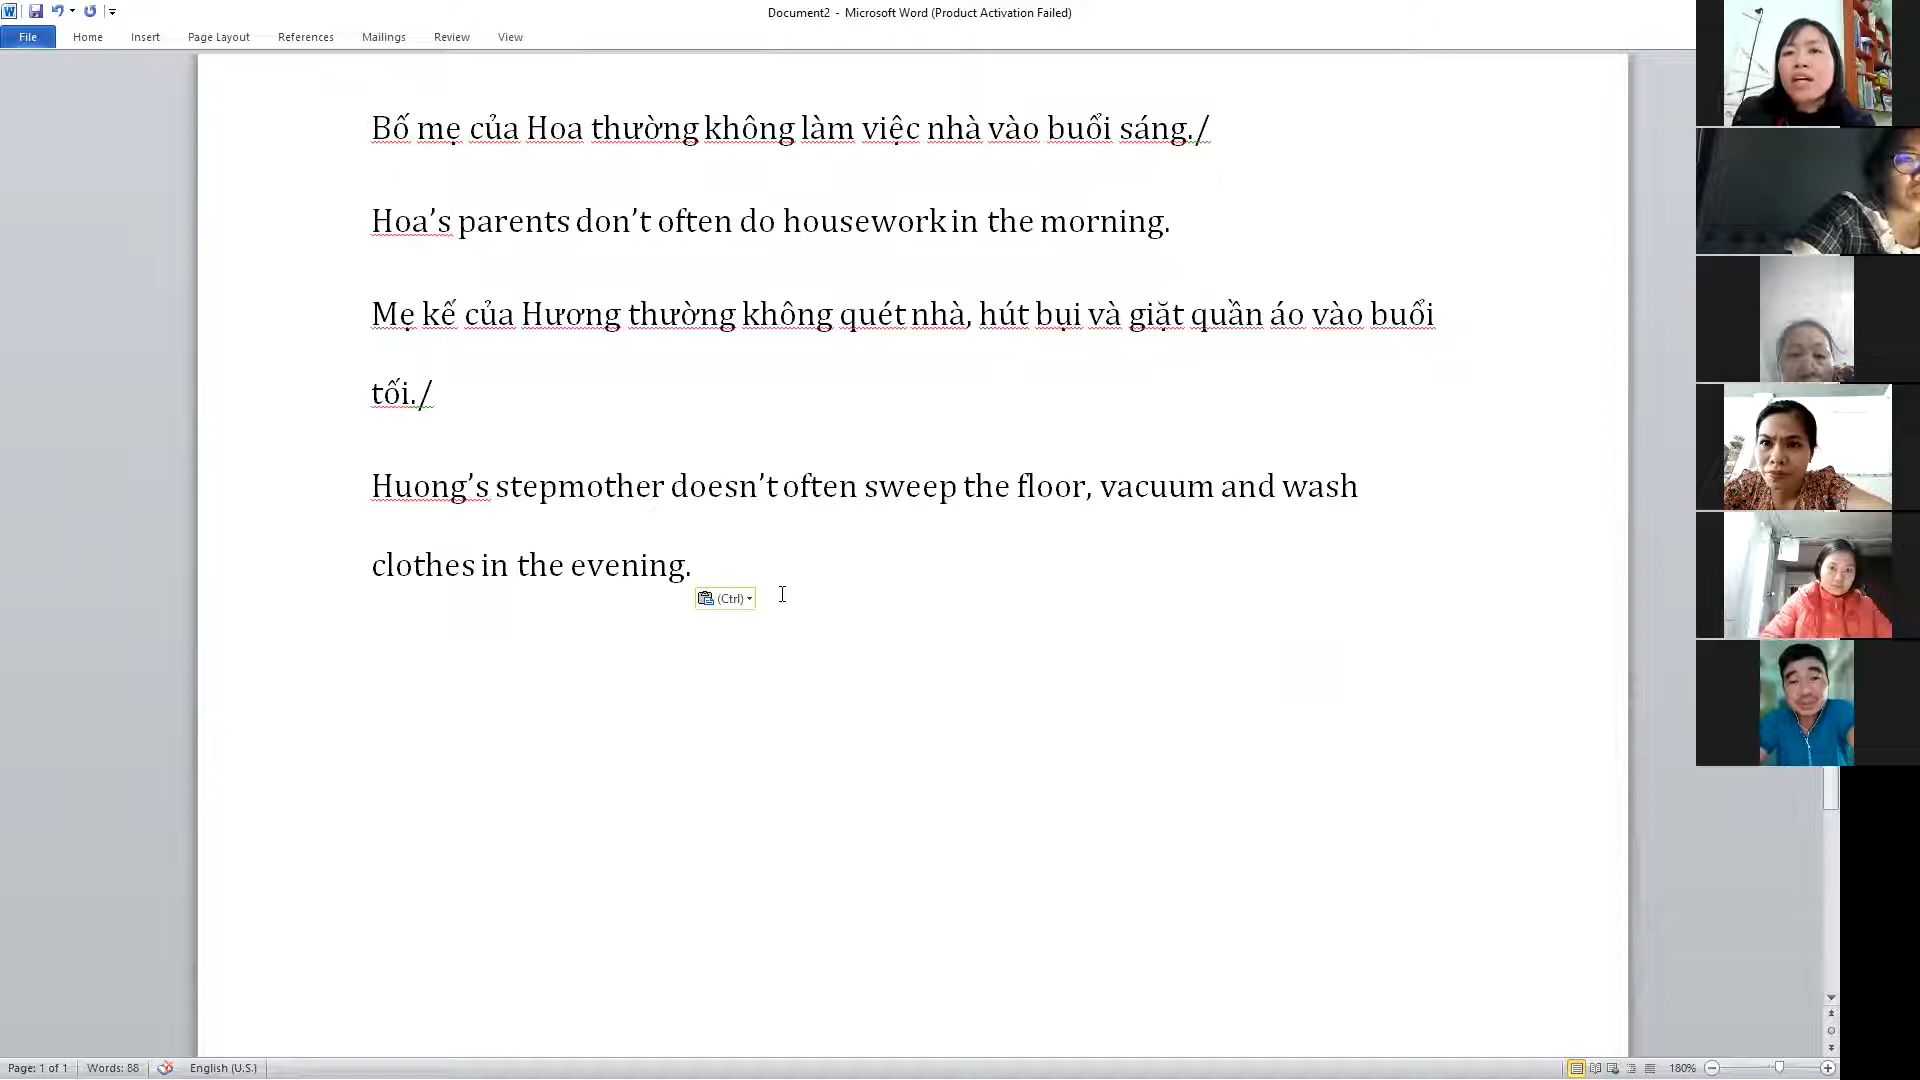 Document2 - Microsoft Word (Product Activation Failed)
File Home Insert Page Layout References Mailings Review View
Bố mẹ của Hoa thường không làm việc nhà vào buổi sáng./
Hoa’s parents don’t often do housework in the morning.
Mẹ kế của Hương thường không quét nhà, hút bụi và giặt quần áo vào buổi
tối./
Huong’s stepmother doesn’t often sweep the floor, vacuum and wash
clothes in the evening.
(Ctrl)
Page: 1 of 1 Words: 88 English (U.S.) 180%